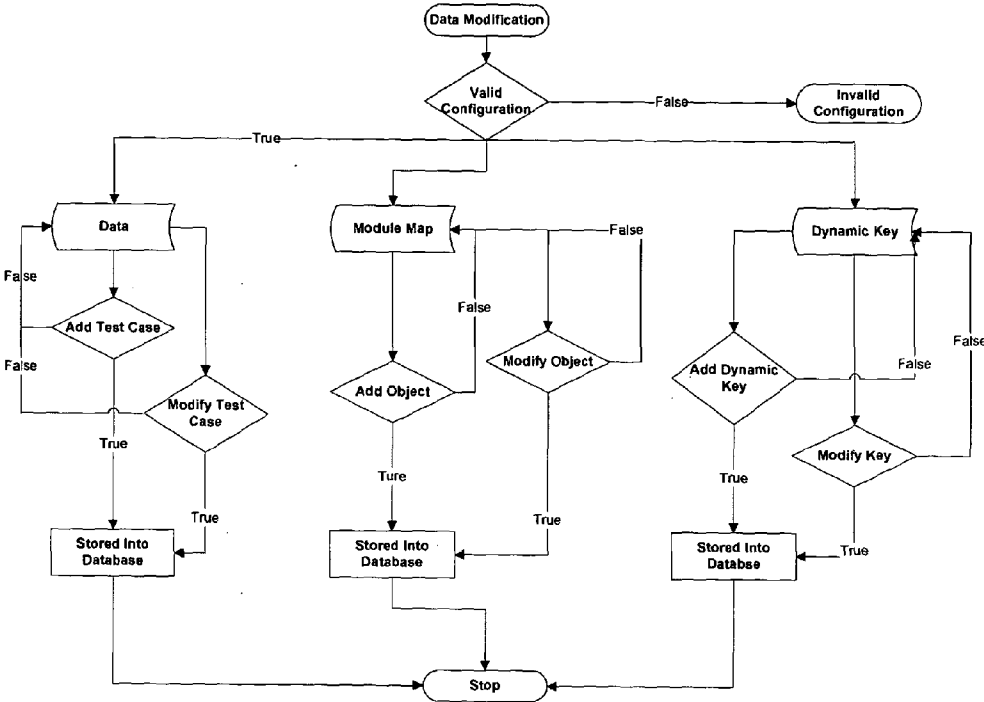 Data Modification
Valid
Configuration
False
Invalid
Configuration
True
Data
Module Map
Dynamic Key
False
False
False
Add Test Case
False
Modify Object
False
False
Add Object
Add Dynamic
Key
False
Modify Test
Case
True
Ture
True
Modify Key
True
True
True
Stored Into
Database
Stored Into
Database
Stored Into
Databse
True
Stop